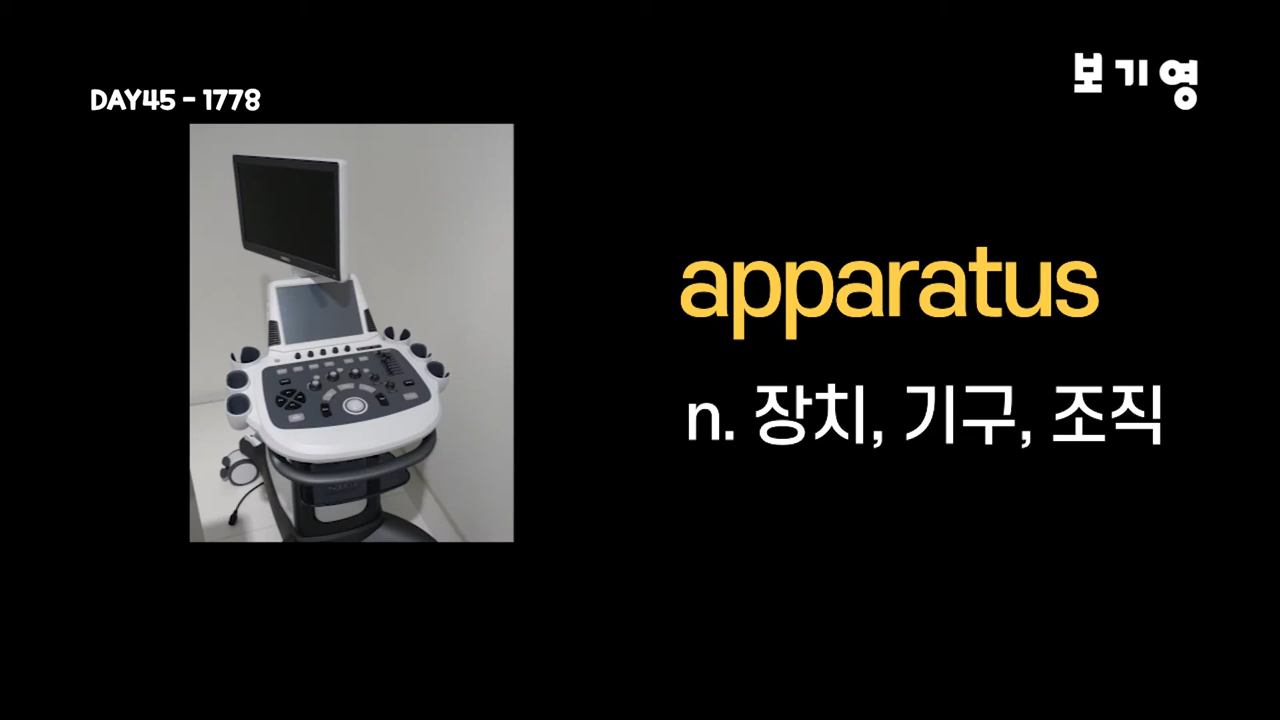 보기영
DAY45 - 1778
apparatus
n. 장치, 기구, 조직